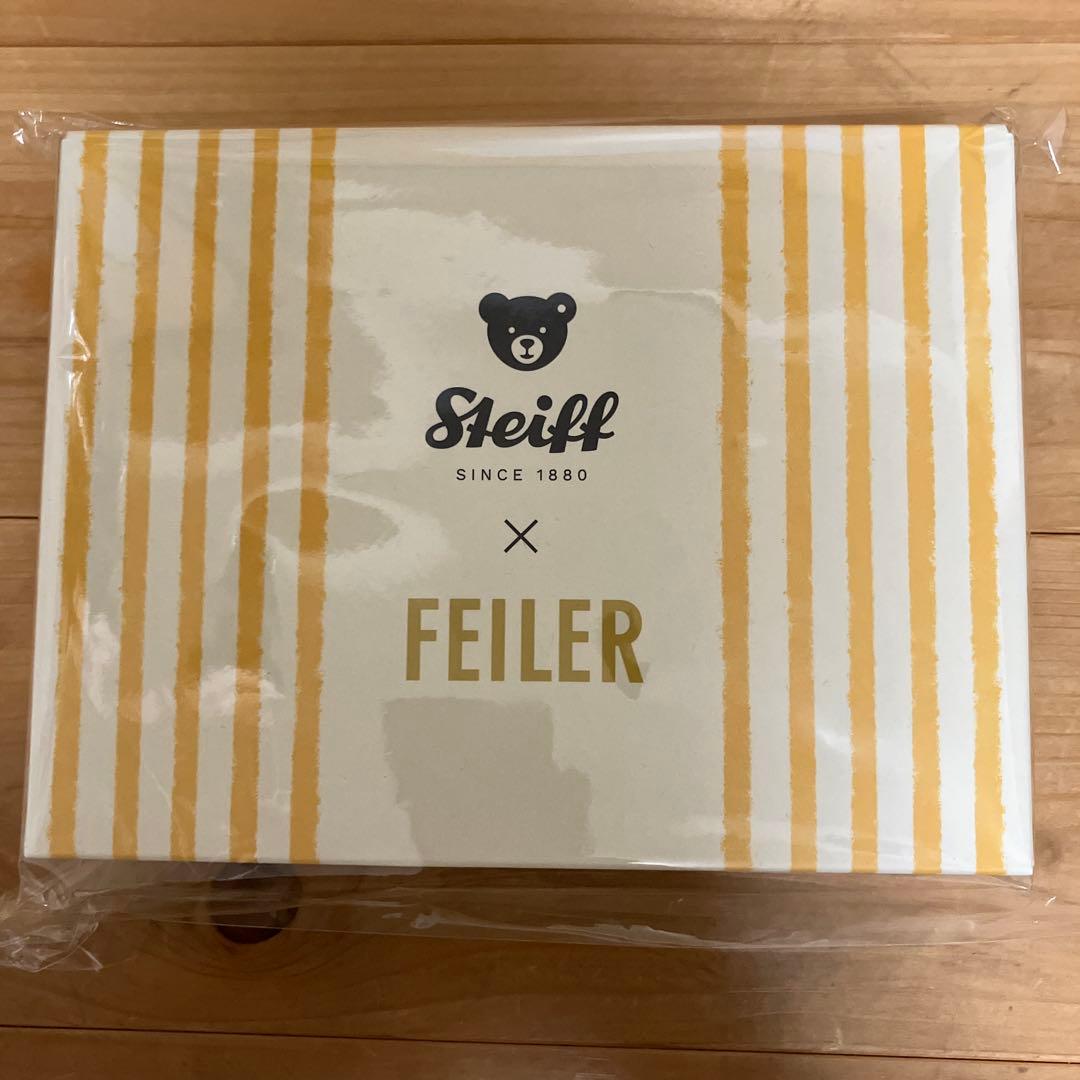 Steiff
SINCE 1880
×
FEILER